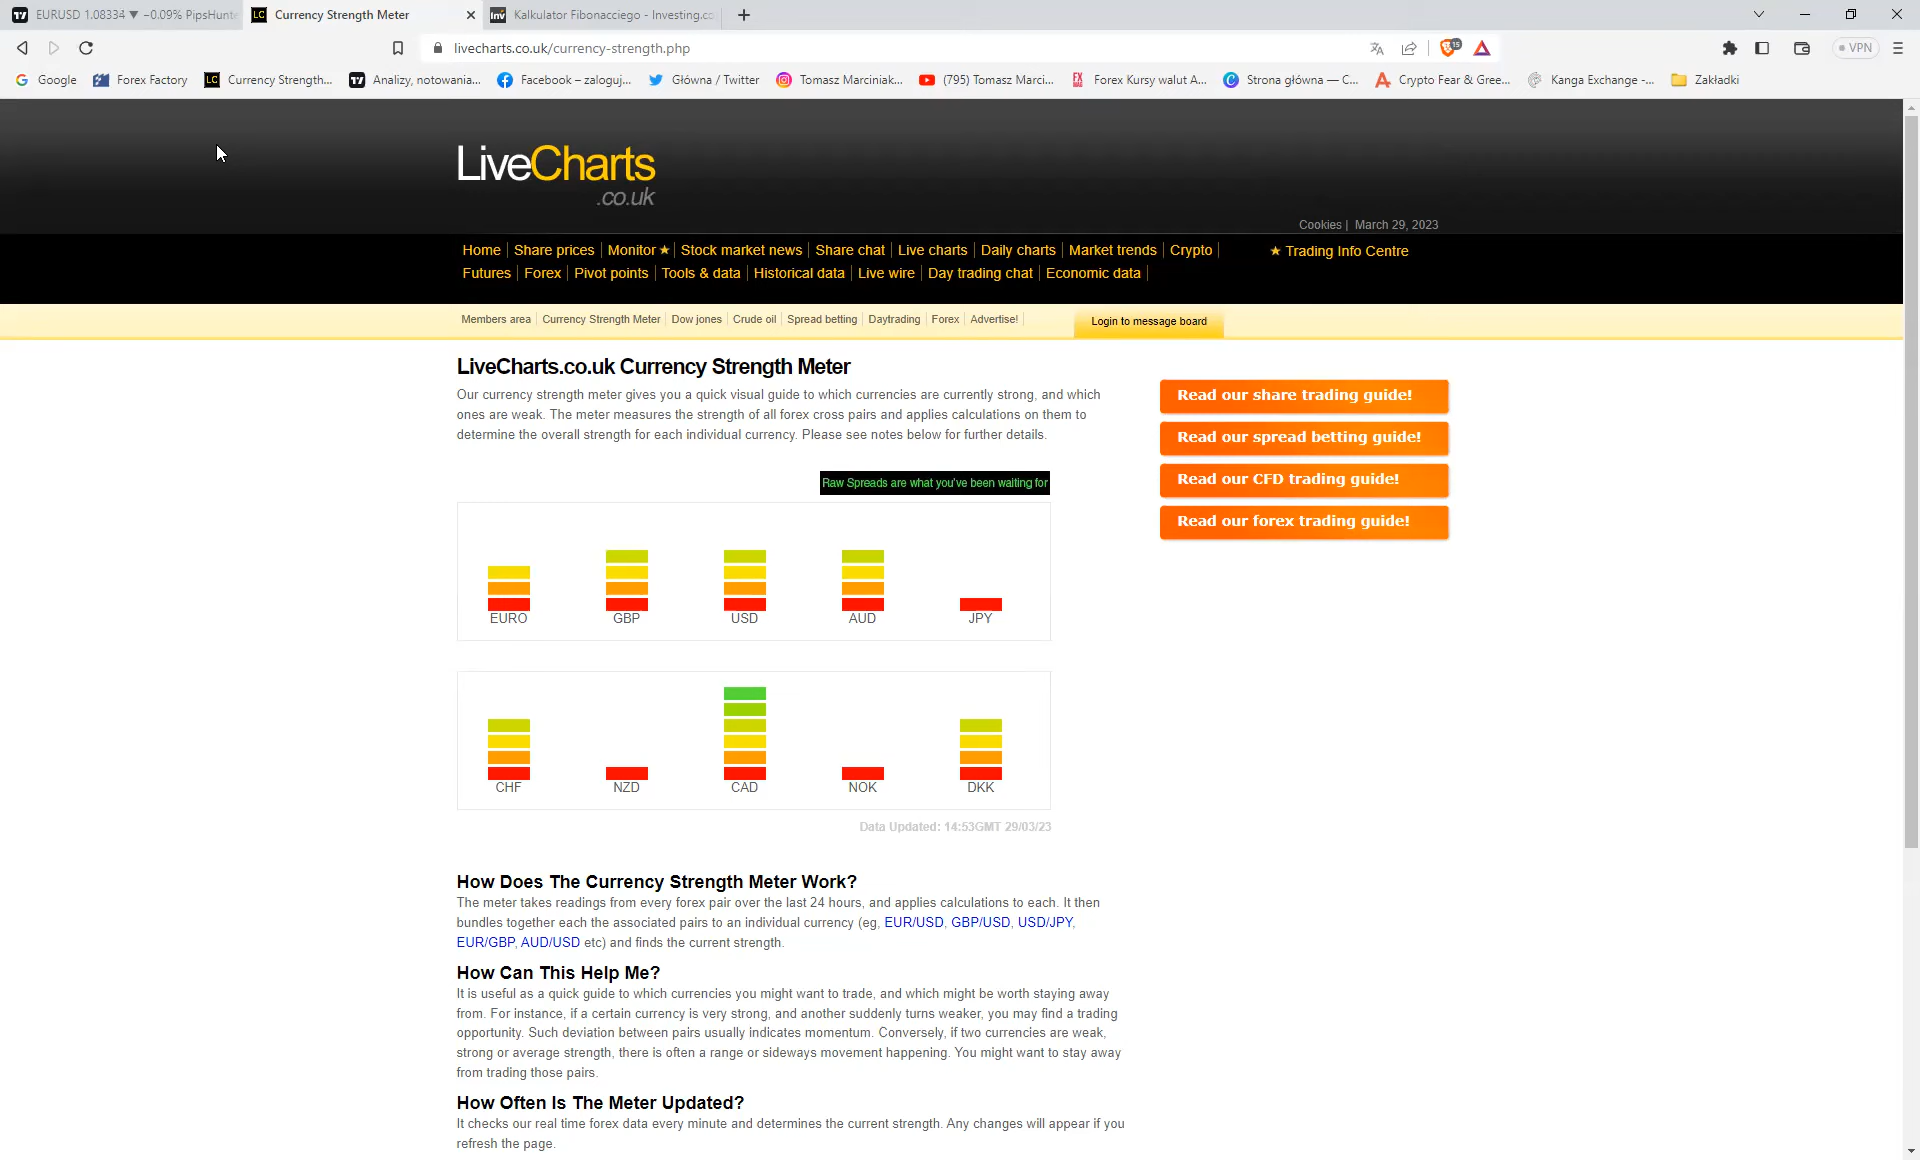 EURUSD 1.08334 ▼ −0.09% PipsHunte
Currency Strength Meter
Kalkulator Fibonacciego - Investing.co
livecharts.co.uk/currency-strength.php
15
VPN
Google
Forex Factory
Currency Strength...
Analizy, notowania...
Facebook – zaloguj...
Główna / Twitter
Tomasz Marciniak...
(795) Tomasz Marci...
Forex Kursy walut A...
Strona główna — C...
Crypto Fear & Gree...
Kanga Exchange -...
Zakładki
LiveCharts
.co.uk
Cookies | March 29, 2023
Home | Share prices | Monitor ★ | Stock market news | Share chat | Live charts | Daily charts | Market trends | Crypto |
★ Trading Info Centre
Futures | Forex | Pivot points | Tools & data | Historical data | Live wire | Day trading chat | Economic data |
Members area | Currency Strength Meter | Dow jones | Crude oil | Spread betting | Daytrading | Forex | Advertise! |
Login to message board
LiveCharts.co.uk Currency Strength Meter
Our currency strength meter gives you a quick visual guide to which currencies are currently strong, and which
ones are weak. The meter measures the strength of all forex cross pairs and applies calculations on them to
determine the overall strength for each individual currency. Please see notes below for further details.
Read our share trading guide!
Read our spread betting guide!
Read our CFD trading guide!
Read our forex trading guide!
Raw Spreads are what you've been waiting for
EURO GBP USD AUD JPY
CHF NZD CAD NOK DKK
Data Updated: 14:53GMT 29/03/23
How Does The Currency Strength Meter Work?
The meter takes readings from every forex pair over the last 24 hours, and applies calculations to each. It then
bundles together each the associated pairs to an individual currency (eg, EUR/USD, GBP/USD, USD/JPY,
EUR/GBP, AUD/USD etc) and finds the current strength.
How Can This Help Me?
It is useful as a quick guide to which currencies you might want to trade, and which might be worth staying away
from. For instance, if a certain currency is very strong, and another suddenly turns weaker, you may find a trading
opportunity. Such deviation between pairs usually indicates momentum. Conversely, if two currencies are weak,
strong or average strength, there is often a range or sideways movement happening. You might want to stay away
from trading those pairs.
How Often Is The Meter Updated?
It checks our real time forex data every minute and determines the current strength. Any changes will appear if you
refresh the page.